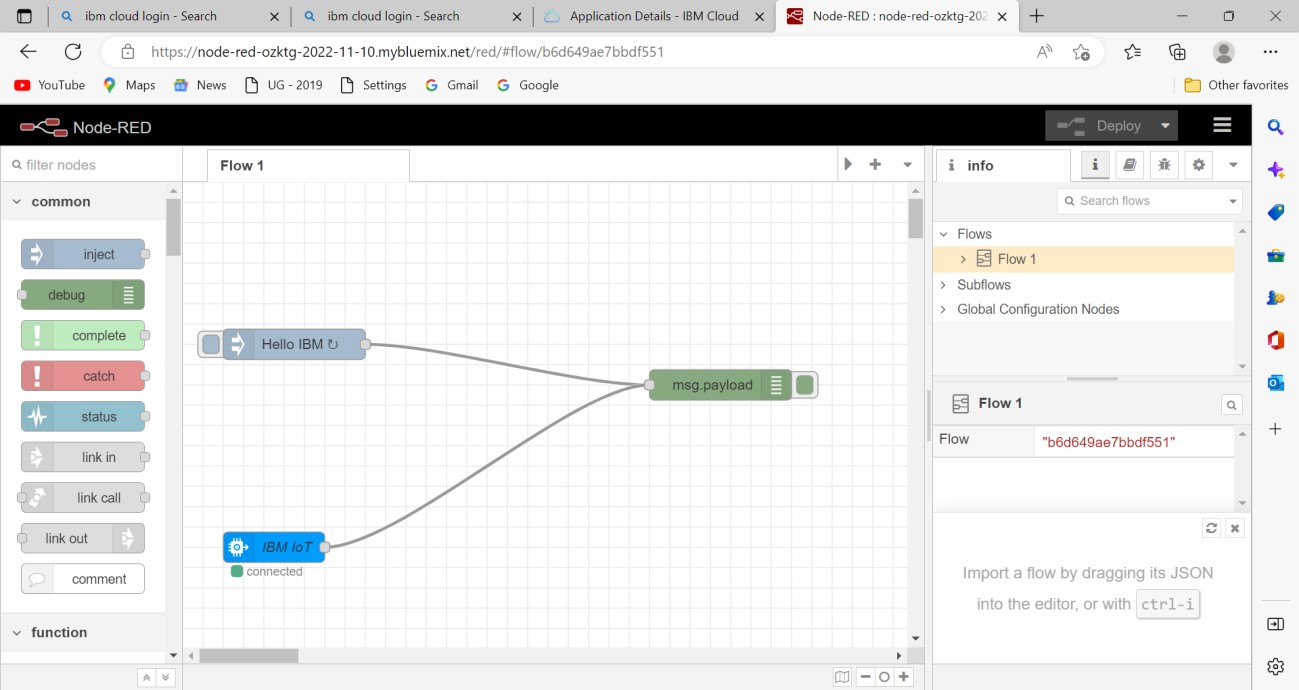 ibm cloud login - Search
ibm cloud login - Search
Application Details - IBM Cloud
Node-RED : node-red-ozktg-202
https://node-red-ozktg-2022-11-10.mybluemix.net/red/#flow/b6d649ae7bbdf551
YouTube Maps News UG - 2019 Settings Gmail Google Other favorites
Node-RED Deploy
filter nodes
Flow 1
i info i
Search flows
common
Flows
Flow 1
Subflows
Global Configuration Nodes
inject
debug
complete
catch
status
link in
link call
link out
comment
function
Hello IBM ↻
msg.payload
IBM IoT
connected
Flow 1
Flow "b6d649ae7bbdf551"
Import a flow by dragging its JSON
into the editor, or with ctrl-i